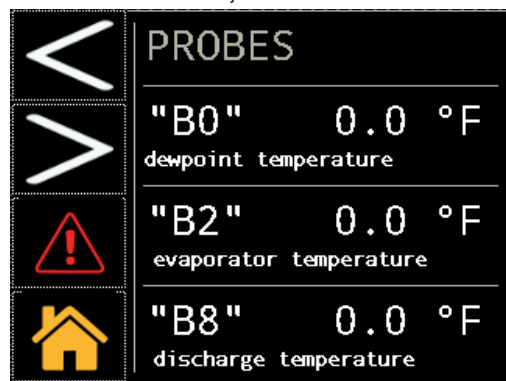 PROBES
"B0" 0.0 °F
dewpoint temperature
"B2" 0.0 °F
evaporator temperature
"B8" 0.0 °F
discharge temperature